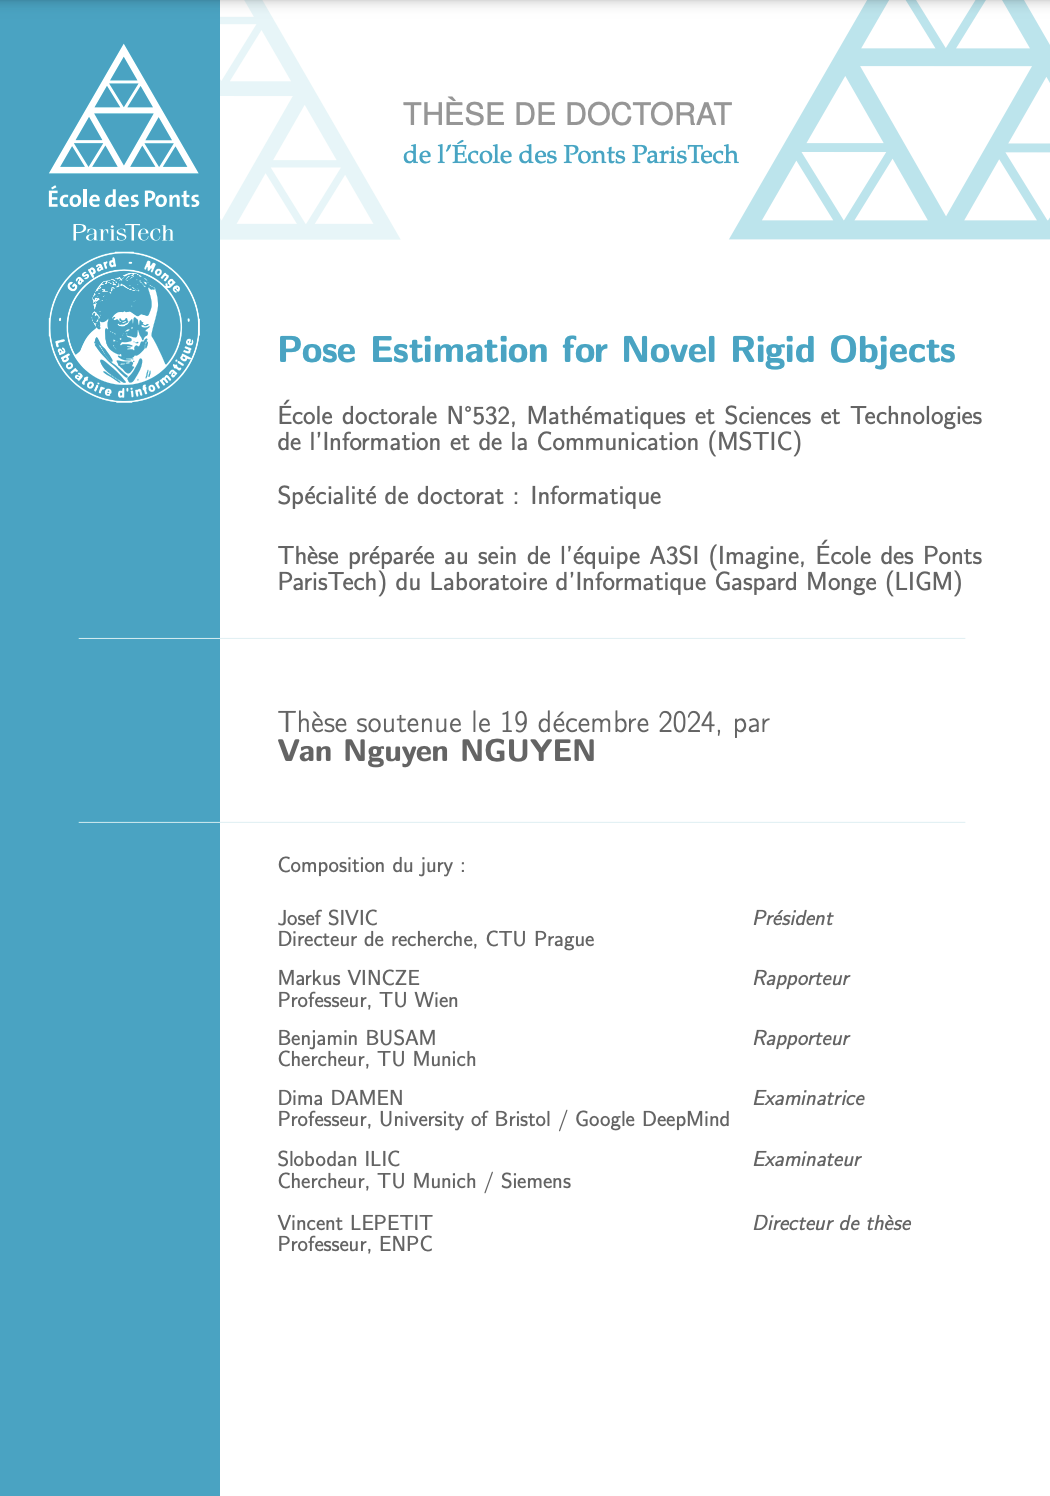 École des Ponts
ParisTech
Gaspard - Monge
- Laboratoire d'informatique -
THÈSE DE DOCTORAT
de l'École des Ponts ParisTech
Pose Estimation for Novel Rigid Objects
École doctorale N°532, Mathématiques et Sciences et Technologies
de l'Information et de la Communication (MSTIC)
Spécialité de doctorat : Informatique
Thèse préparée au sein de l'équipe A3SI (Imagine, École des Ponts
ParisTech) du Laboratoire d'Informatique Gaspard Monge (LIGM)
Thèse soutenue le 19 décembre 2024, par
Van Nguyen NGUYEN
Composition du jury :
Josef SIVIC Président
Directeur de recherche, CTU Prague
Markus VINCZE Rapporteur
Professeur, TU Wien
Benjamin BUSAM Rapporteur
Chercheur, TU Munich
Dima DAMEN Examinatrice
Professeur, University of Bristol / Google DeepMind
Slobodan ILIC Examinateur
Chercheur, TU Munich / Siemens
Vincent LEPETIT Directeur de thèse
Professeur, ENPC